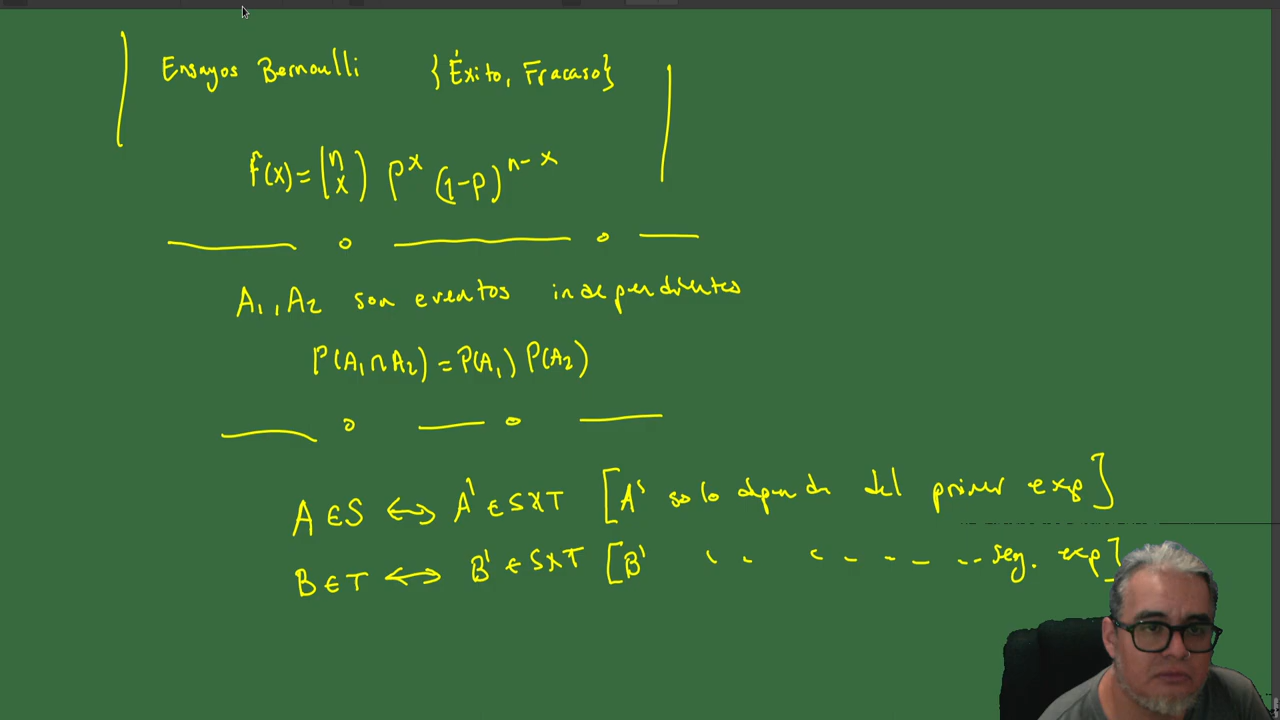 Ensayos Bernoulli {Éxito, Fracaso}
f(x) = (n x) p^x (1-p)^{n-x}
A₁, A₂ son eventos independientes
P(A₁∩A₂) = P(A₁) P(A₂)
A ∈ S ↔ A' ∈ S×T [A' solo depende del primer exp]
B ∈ T ↔ B' ∈ S×T [B' " " " seg. exp]